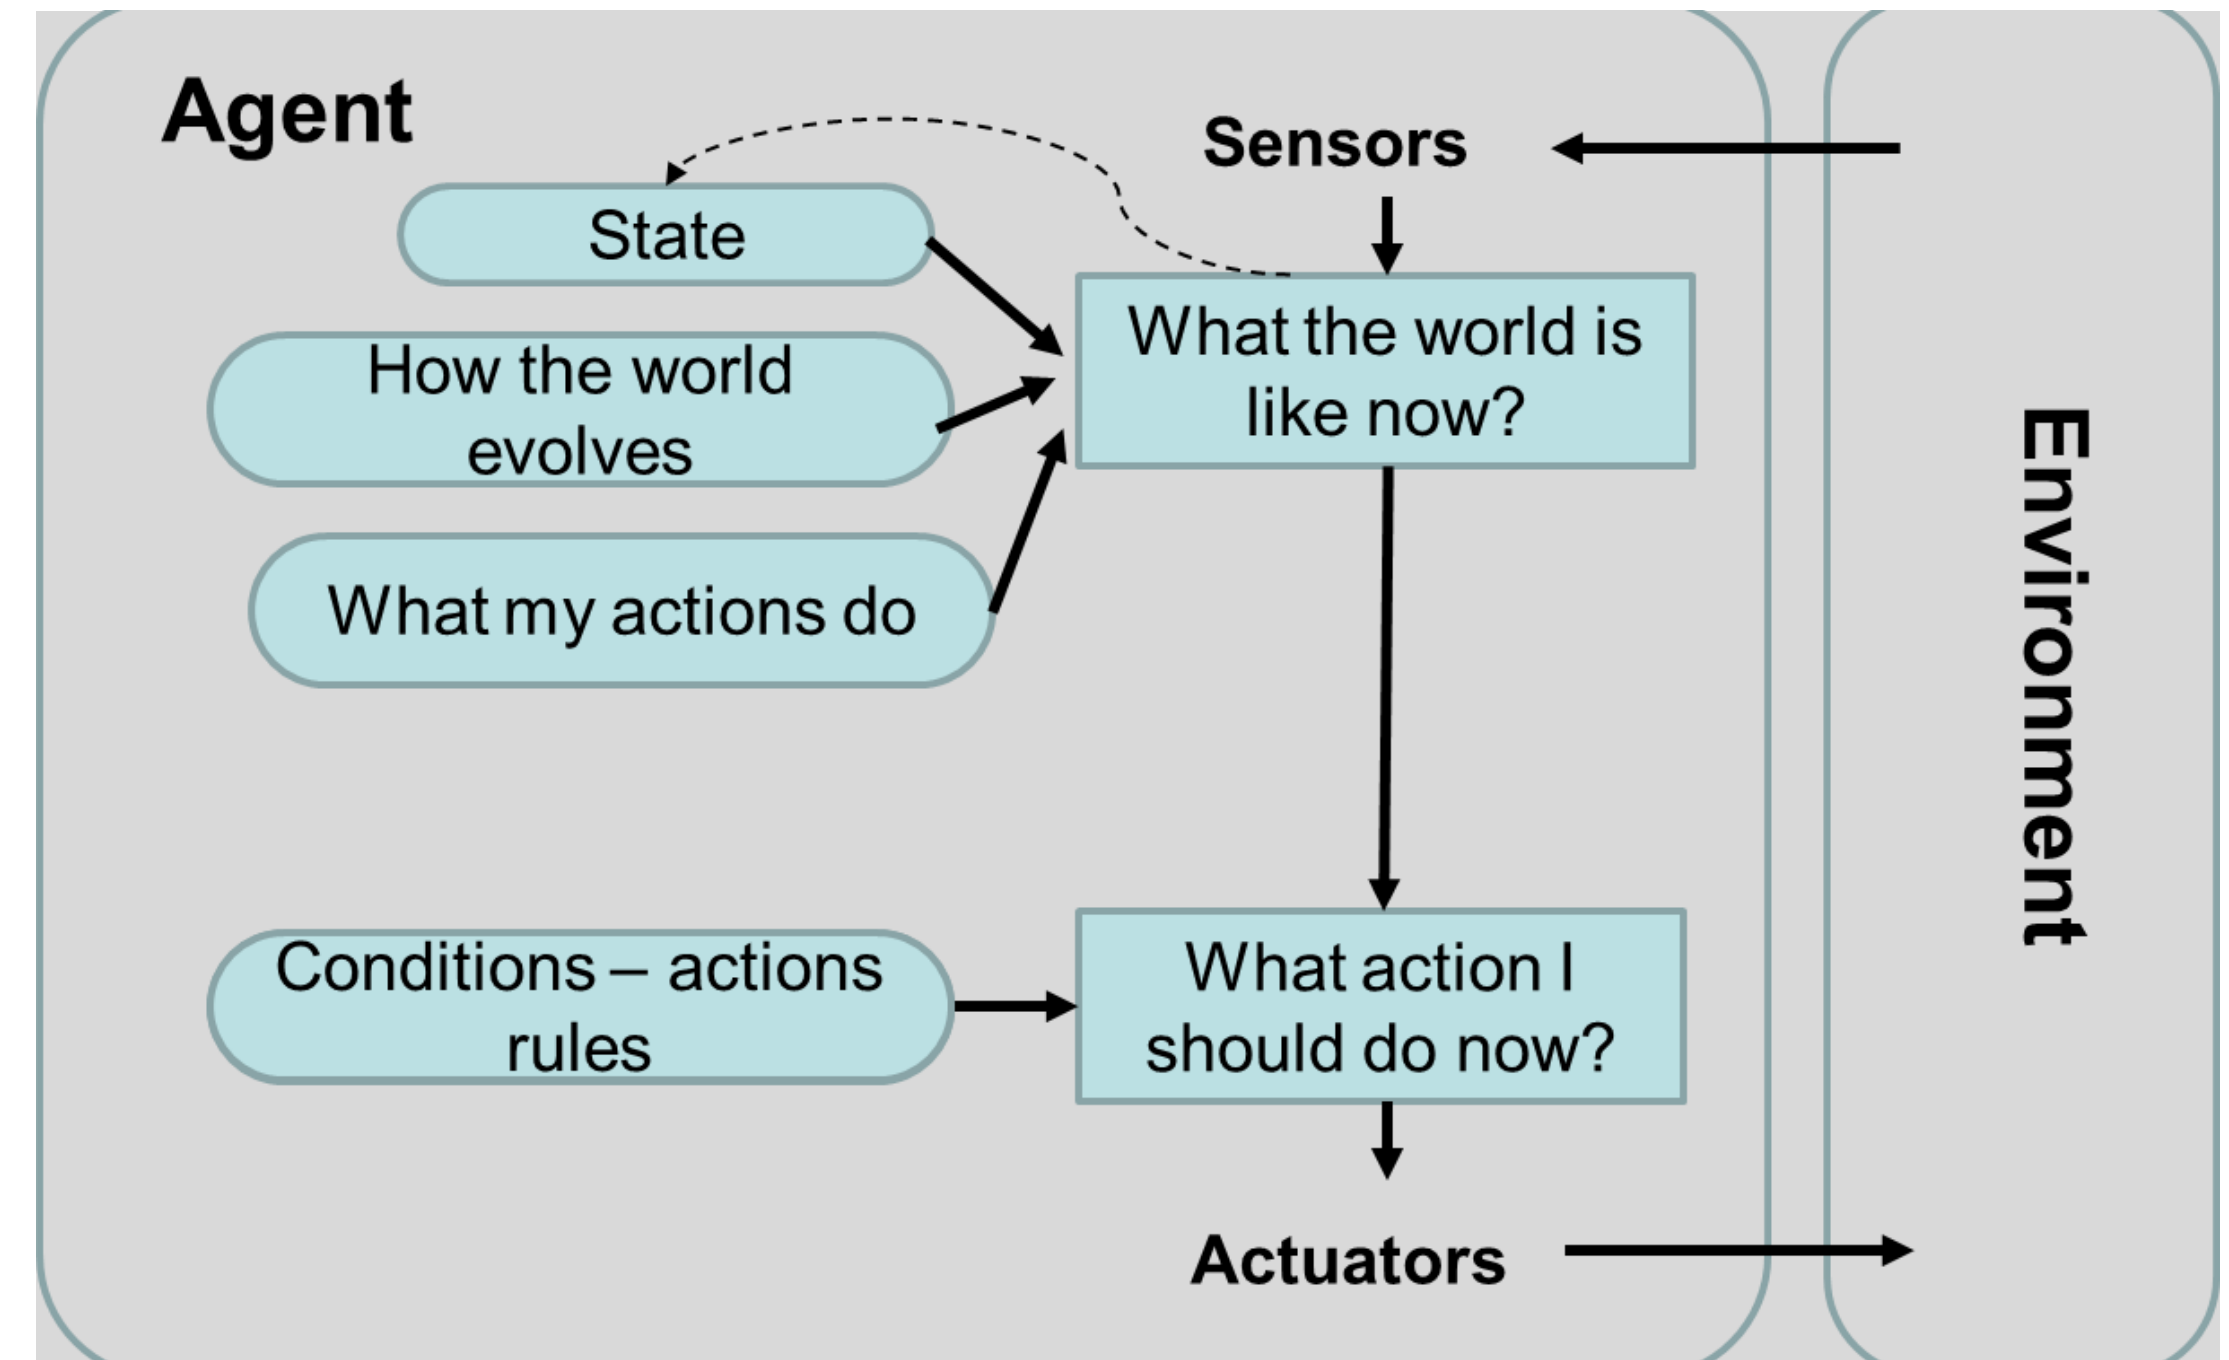 Agent
Sensors
State
What the world is
like now?
How the world
evolves
What my actions do
Environment
Conditions – actions
rules
What action I
should do now?
Actuators